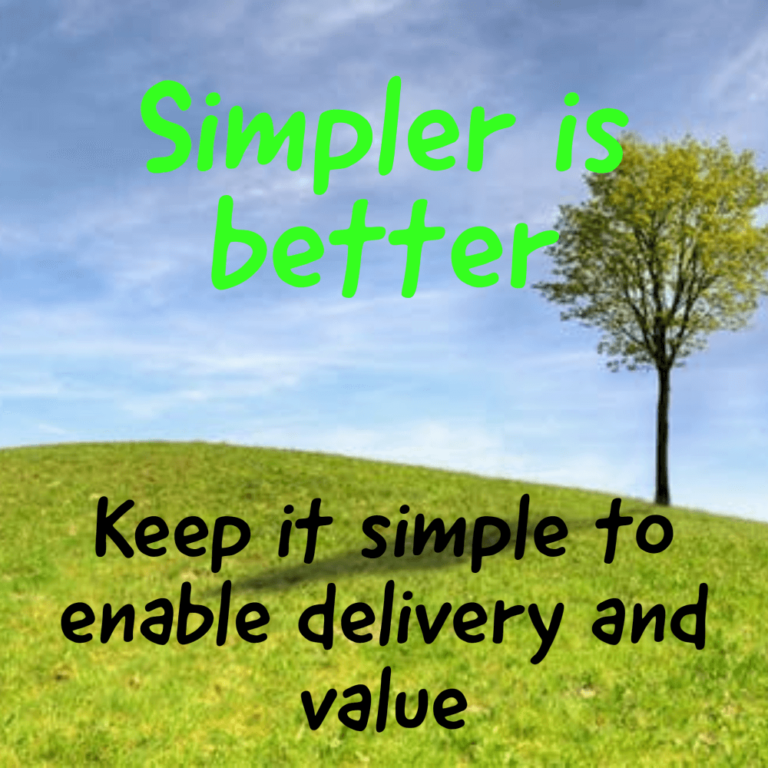 Simpler is
better
Keep it simple to
enable delivery and
value